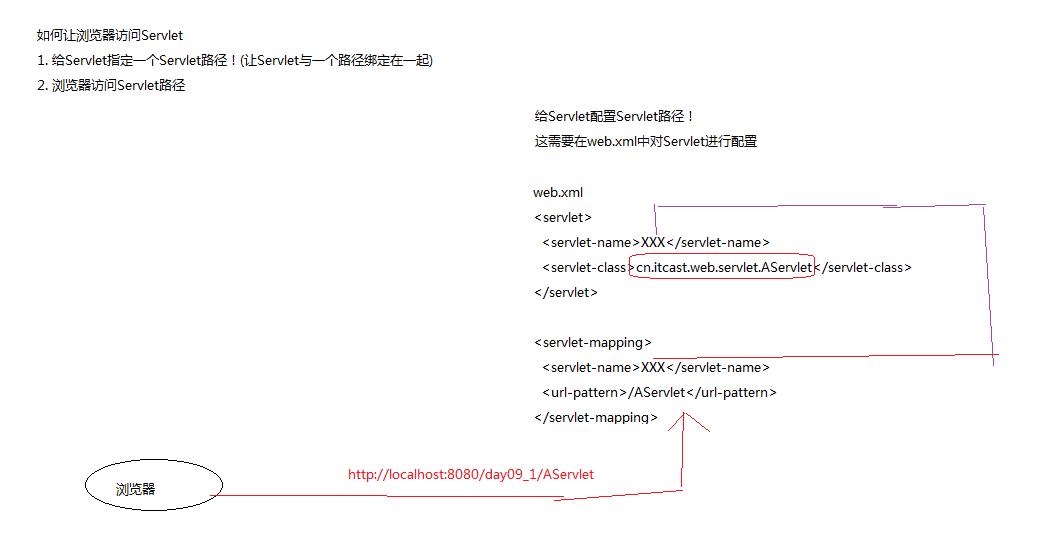 如何让浏览器访问Servlet
1. 给Servlet指定一个Servlet路径！(让Servlet与一个路径绑定在一起)
2. 浏览器访问Servlet路径
给Servlet配置Servlet路径！
这需要在web.xml中对Servlet进行配置
web.xml
<servlet>
<servlet-name>XXX</servlet-name>
<servlet-class>cn.itcast.web.servlet.AServlet</servlet-class>
</servlet>
<servlet-mapping>
<servlet-name>XXX</servlet-name>
<url-pattern>/AServlet</url-pattern>
</servlet-mapping>
http://localhost:8080/day09_1/AServlet
浏览器